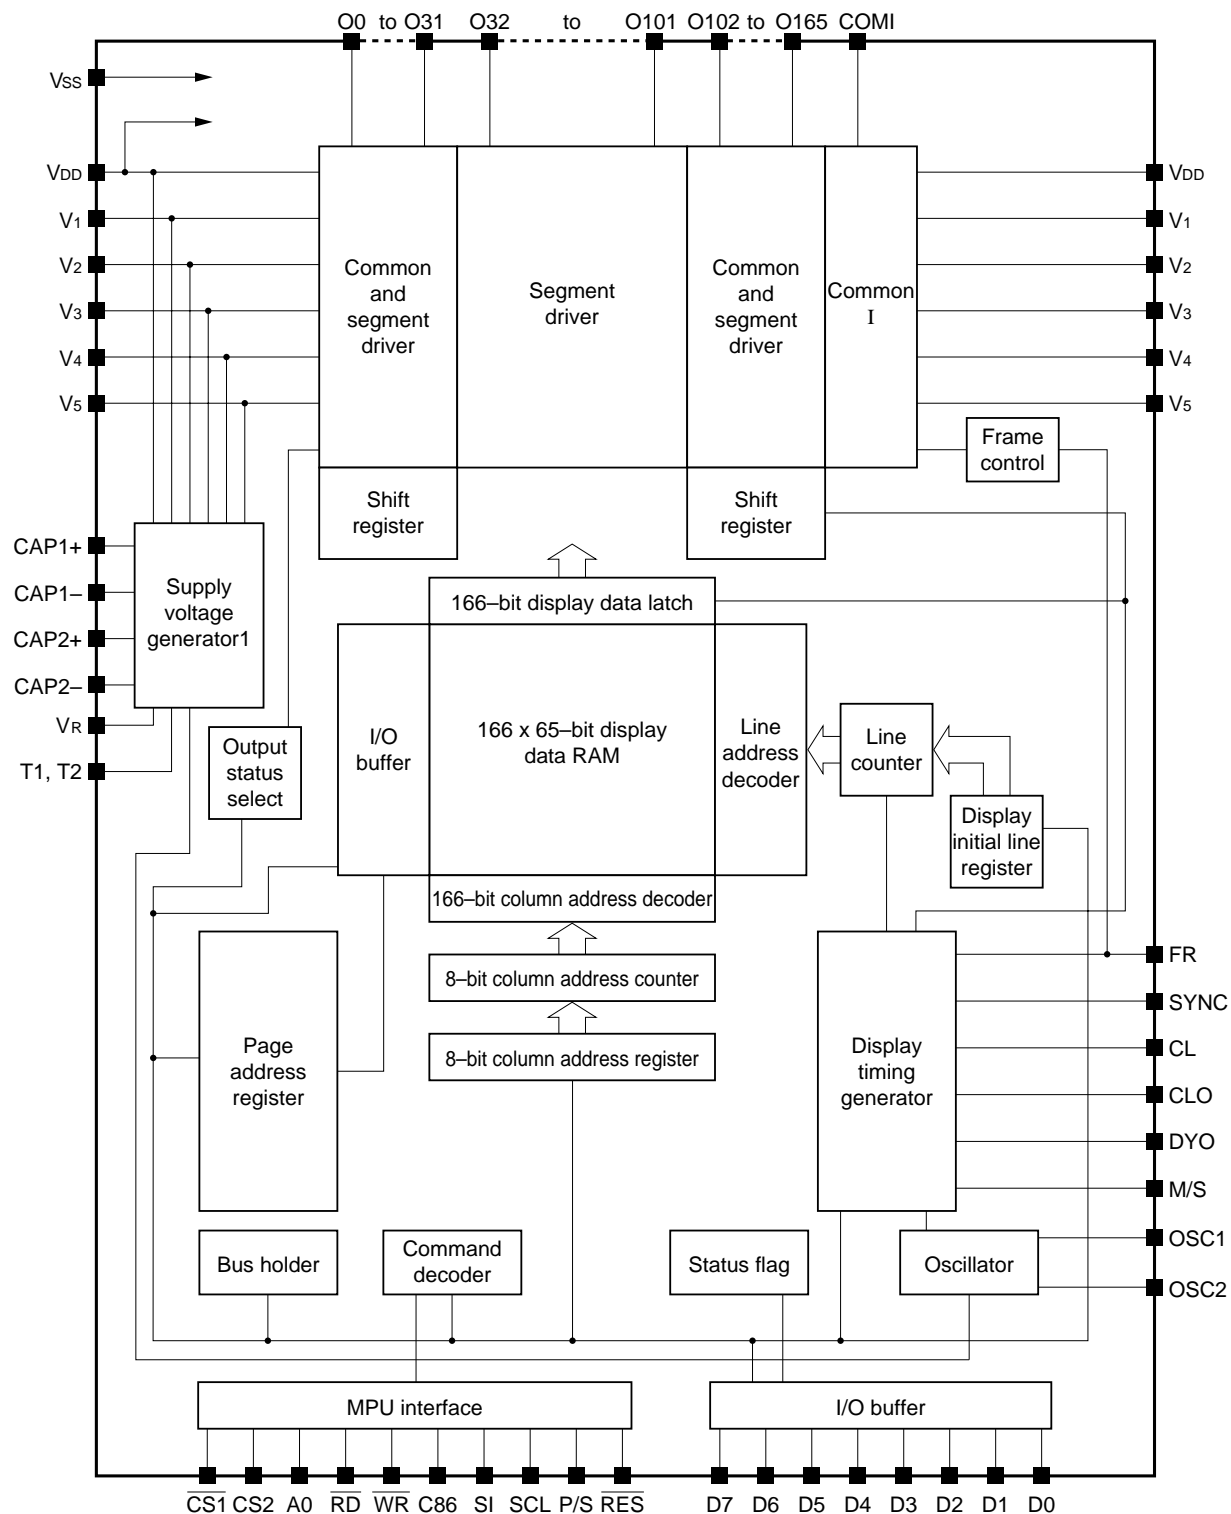 O0 to O31 O32 to O101 O102 to O165 COMI
VSS
VDD
V1
V2
V3
V4
V5
VDD
V1
V2
V3
V4
V5
Common
and
segment
driver
Segment
driver
Common
and
segment
driver
Common
I
Frame
control
Shift
register
Shift
register
CAP1+
CAP1–
CAP2+
CAP2–
VR
T1, T2
Supply
voltage
generator1
166–bit display data latch
Output
status
select
I/O
buffer
166 x 65–bit display
data RAM
Line
address
decoder
Line
counter
Display
initial line
register
166–bit column address decoder
8–bit column address counter
8–bit column address register
Page
address
register
Display
timing
generator
FR
SYNC
CL
CLO
DYO
M/S
OSC1
OSC2
Bus holder
Command
decoder
Status flag
Oscillator
MPU interface
I/O buffer
C̅S̅1̅ CS2 A0 R̅D̅ W̅R̅ C86 SI SCL P/S R̅E̅S̅ D7 D6 D5 D4 D3 D2 D1 D0